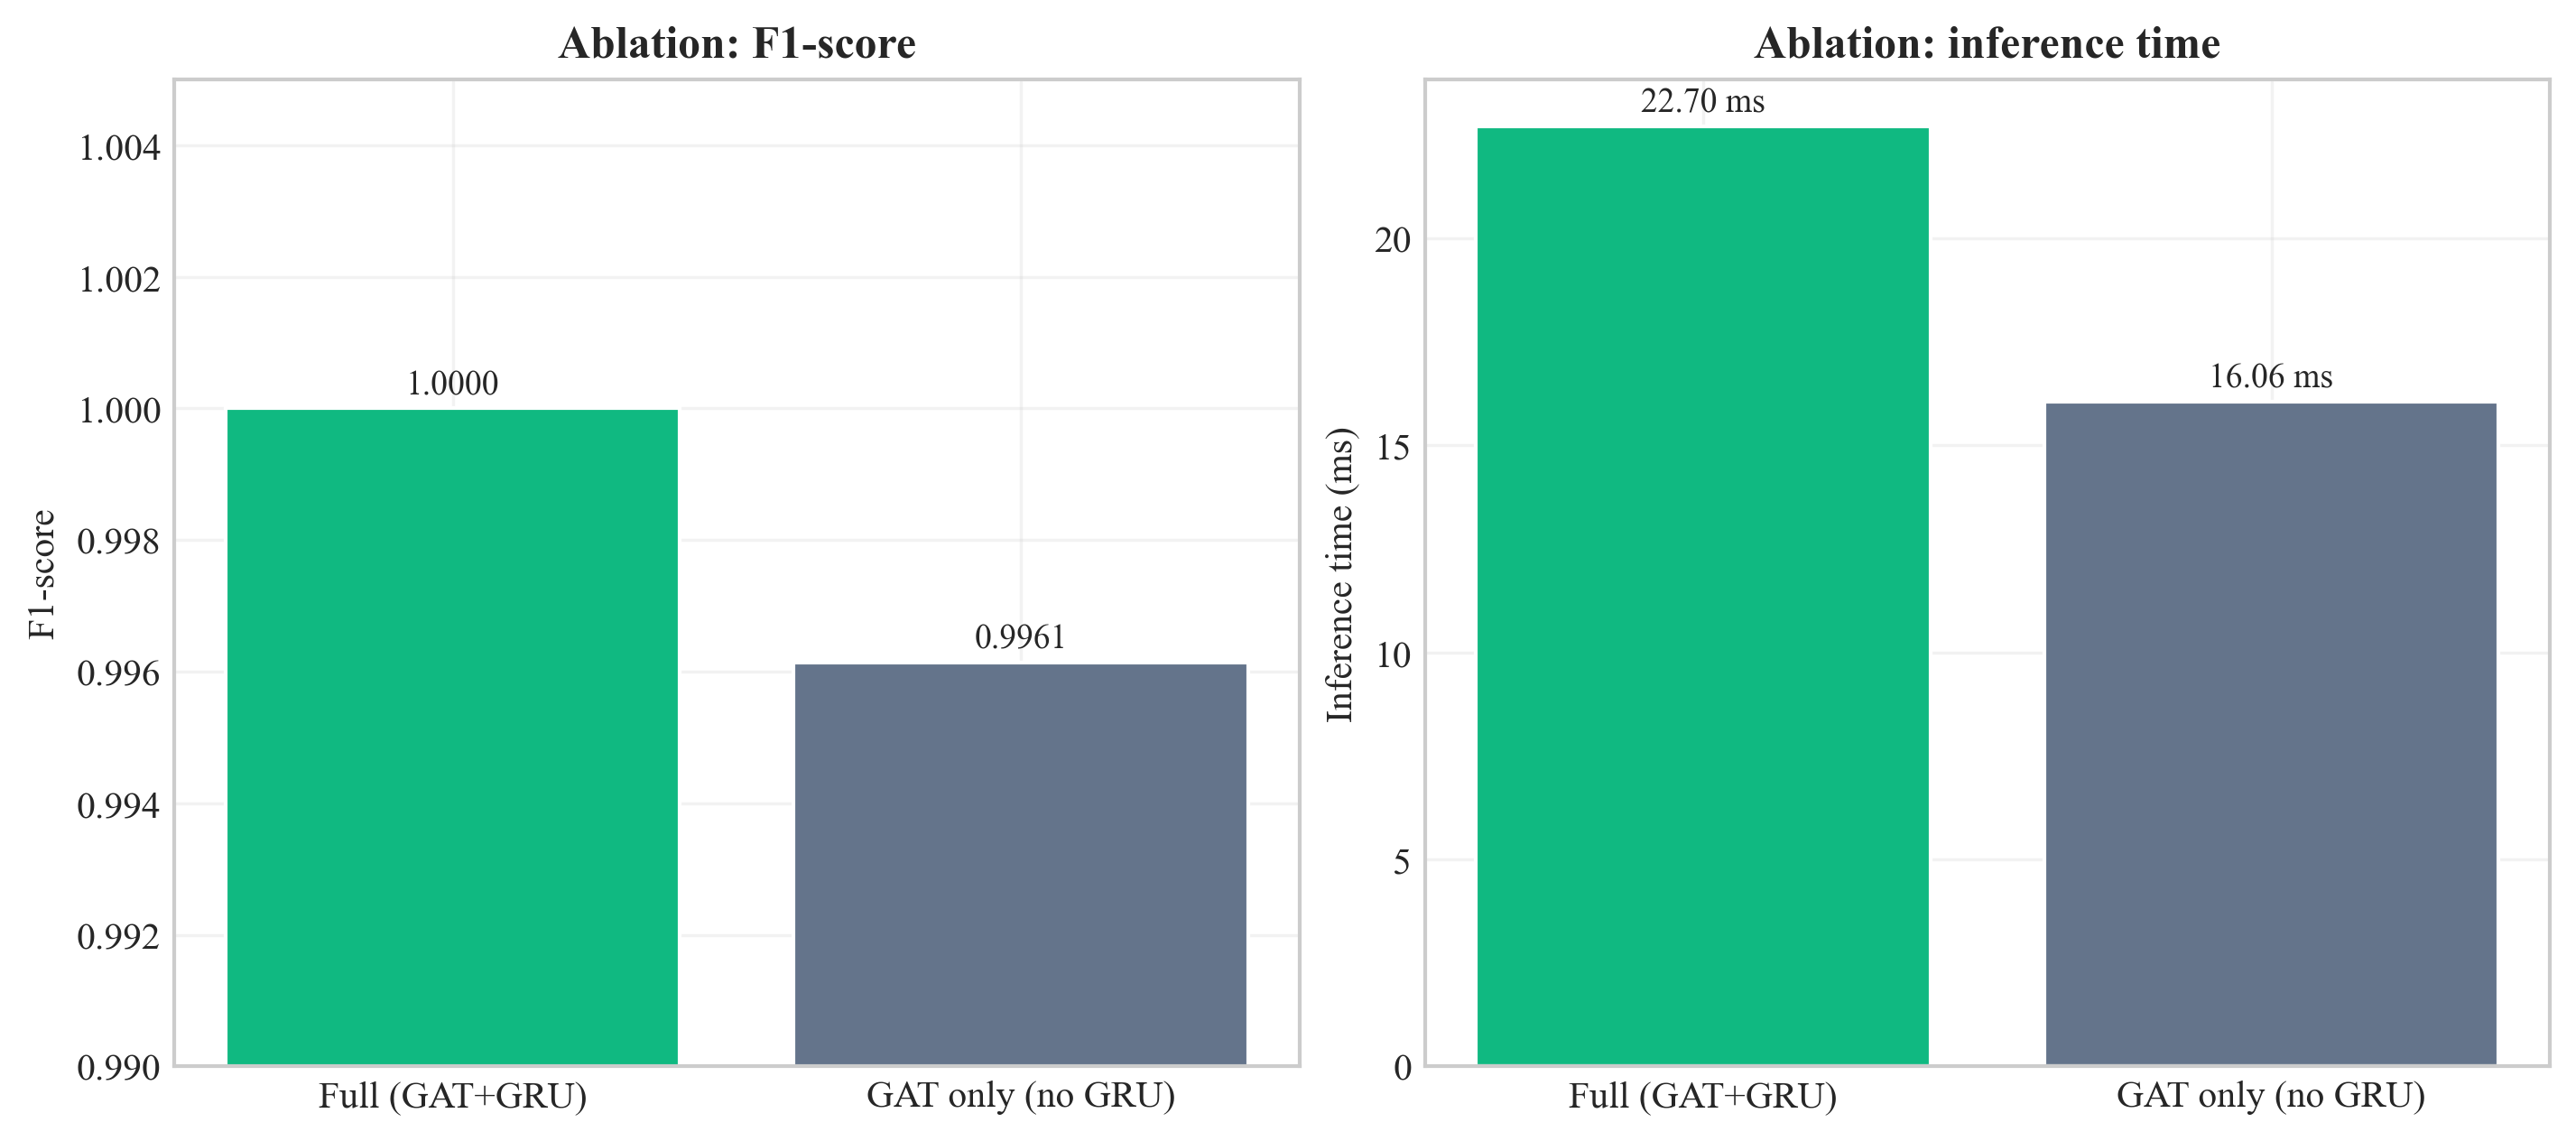 Ablation: F1-score
F1-score
1.004
1.002
1.000
0.998
0.996
0.994
0.992
0.990
1.0000
0.9961
Full (GAT+GRU)
GAT only (no GRU)
Ablation: inference time
Inference time (ms)
20
15
10
5
0
22.70 ms
16.06 ms
Full (GAT+GRU)
GAT only (no GRU)